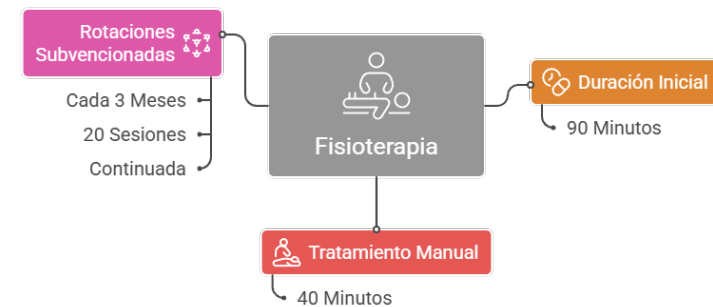 Rotaciones
Subvencionadas
Cada 3 Meses
20 Sesiones
Continuada
Fisioterapia
Duración Inicial
90 Minutos
Tratamiento Manual
40 Minutos